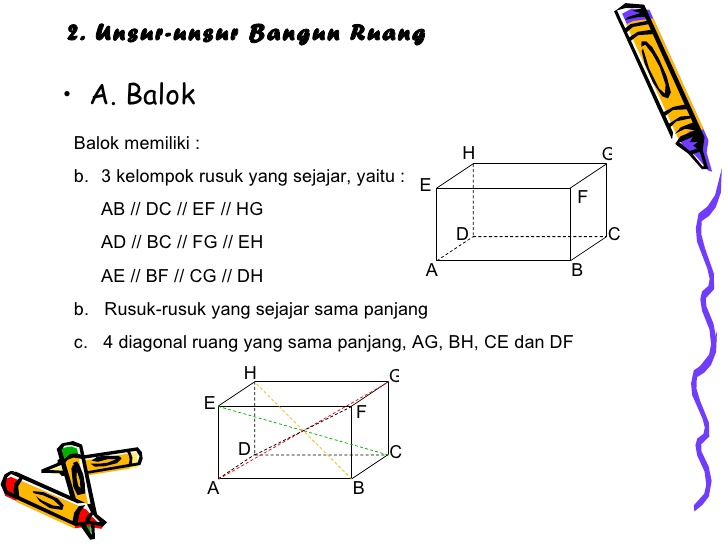 2. Unsur-unsur Bangun Ruang
• A. Balok
Balok memiliki :
b. 3 kelompok rusuk yang sejajar, yaitu :
AB // DC // EF // HG
AD // BC // FG // EH
AE // BF // CG // DH
H G
E F
D C
A B
b. Rusuk-rusuk yang sejajar sama panjang
c. 4 diagonal ruang yang sama panjang, AG, BH, CE dan DF
H G
E F
D C
A B